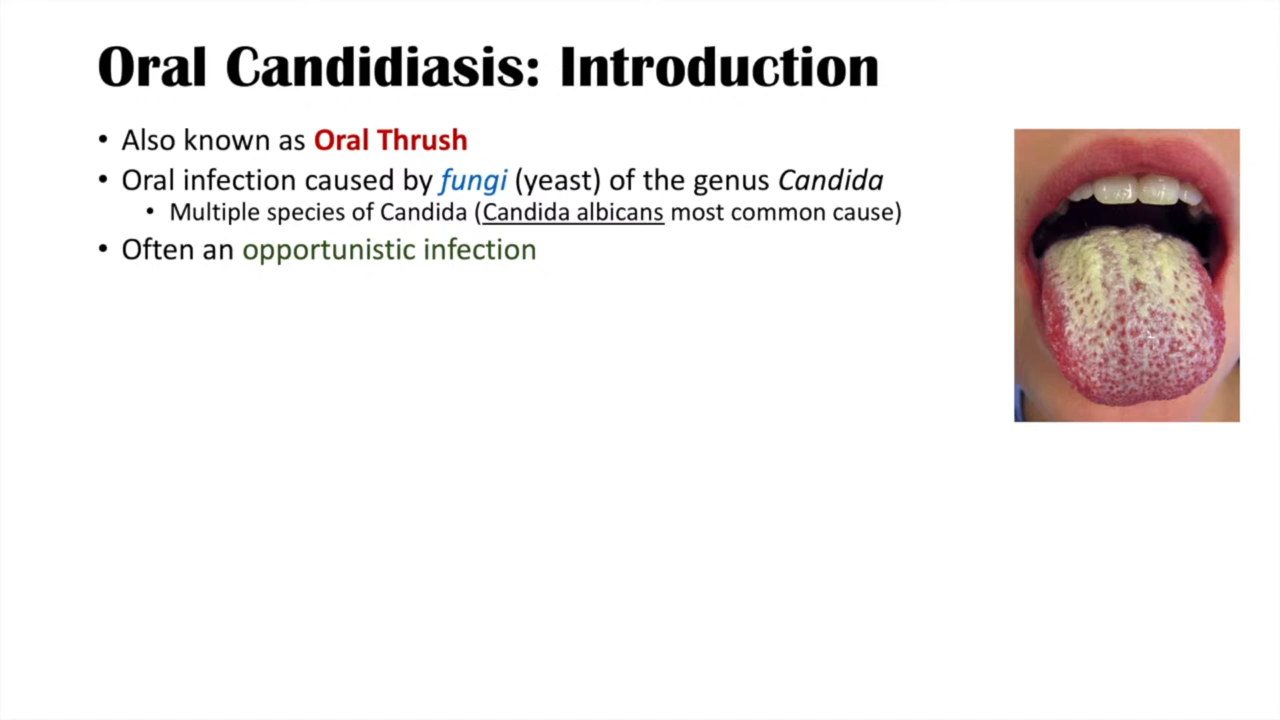 Oral Candidiasis: Introduction
• Also known as Oral Thrush
• Oral infection caused by fungi (yeast) of the genus Candida
• Multiple species of Candida (Candida albicans most common cause)
• Often an opportunistic infection